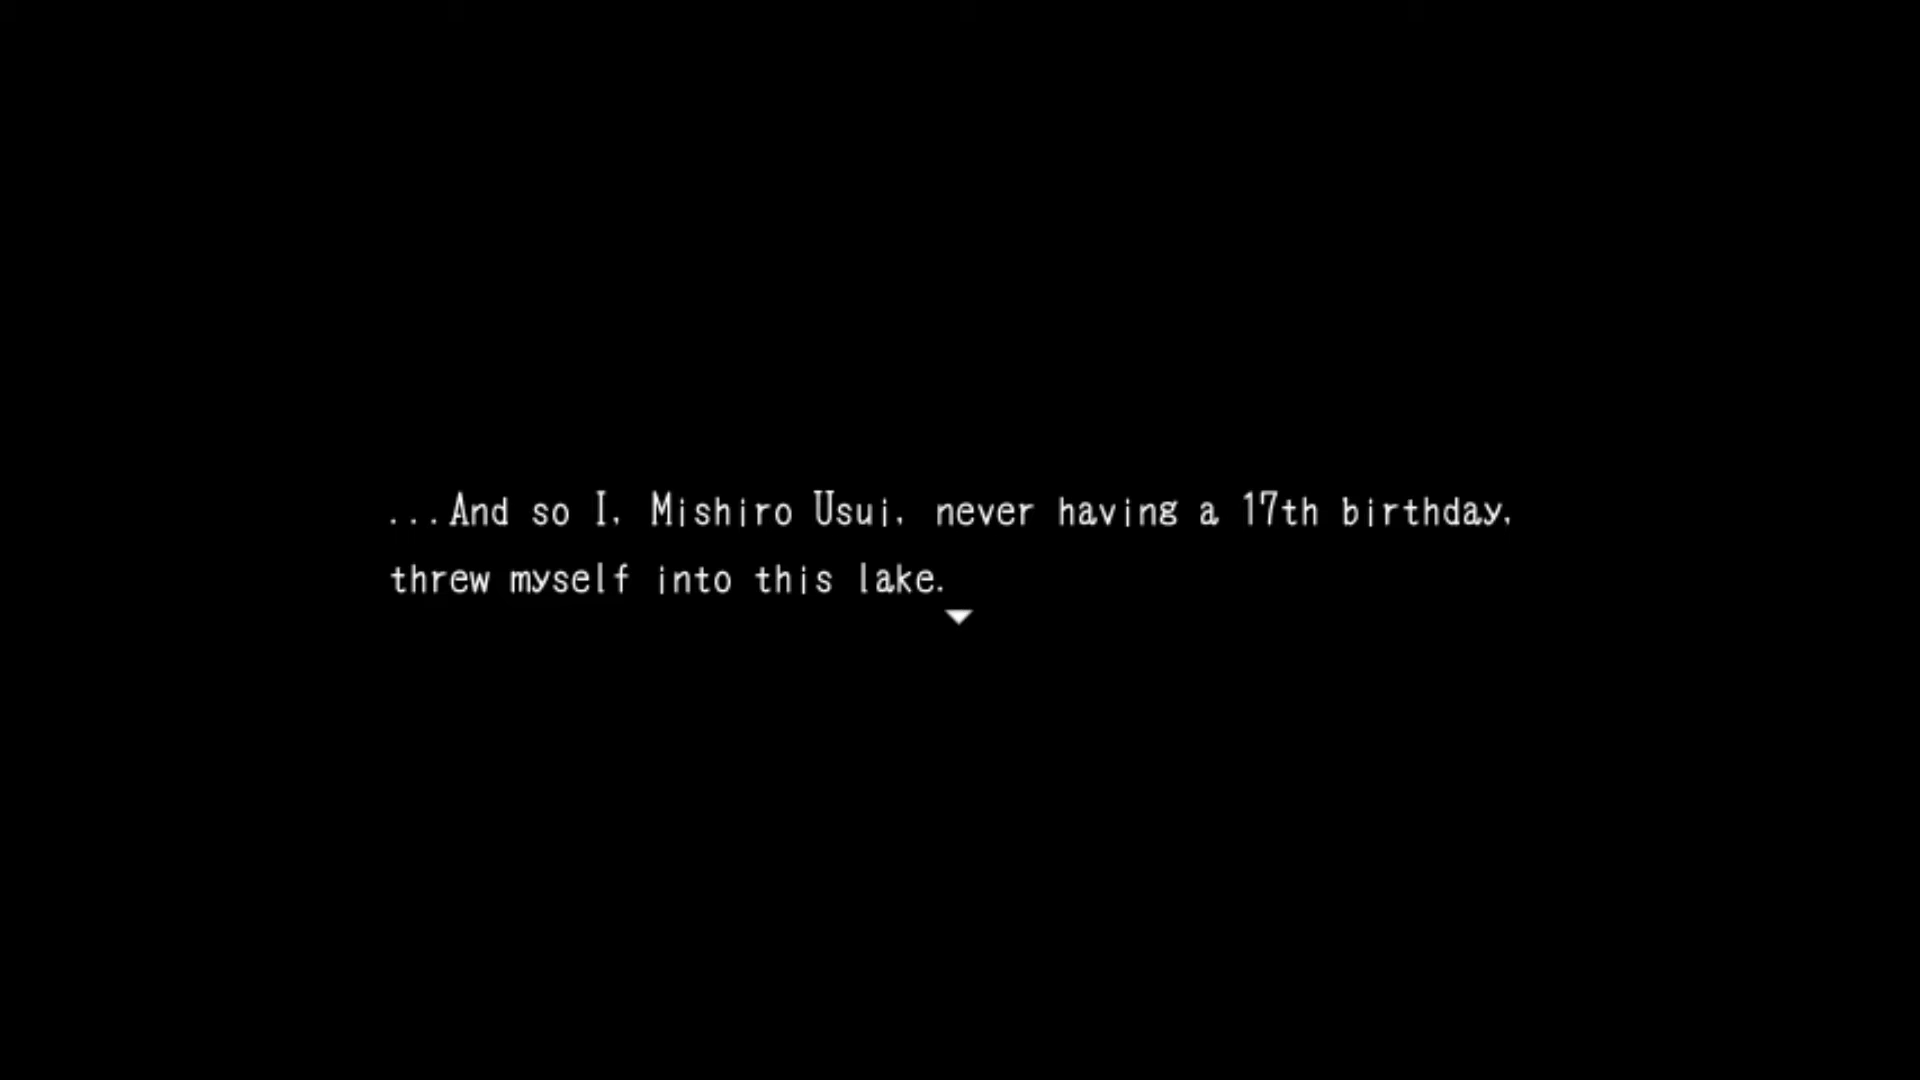 ...And so I, Mishiro Usui, never having a 17th birthday,
threw myself into this lake.